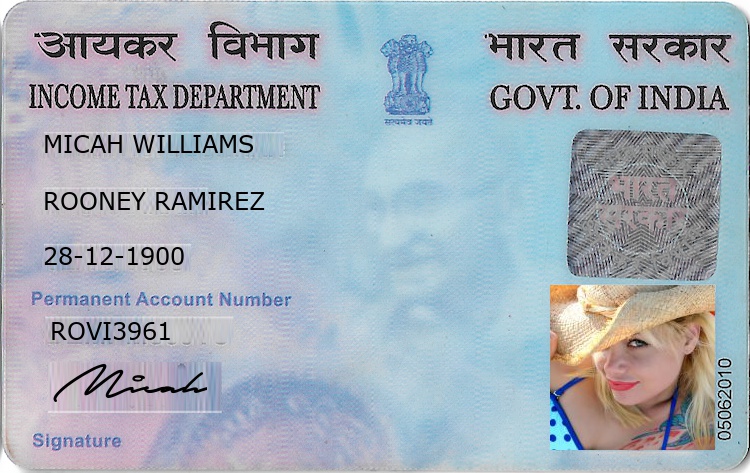 आयकर विभाग
भारत सरकार
INCOME TAX DEPARTMENT
GOVT. OF INDIA
सत्यमेव जयते
MICAH WILLIAMS
भारत
सरकार
ROONEY RAMIREZ
28-12-1900
Permanent Account Number
ROVI3961
Micah
Signature
05062010